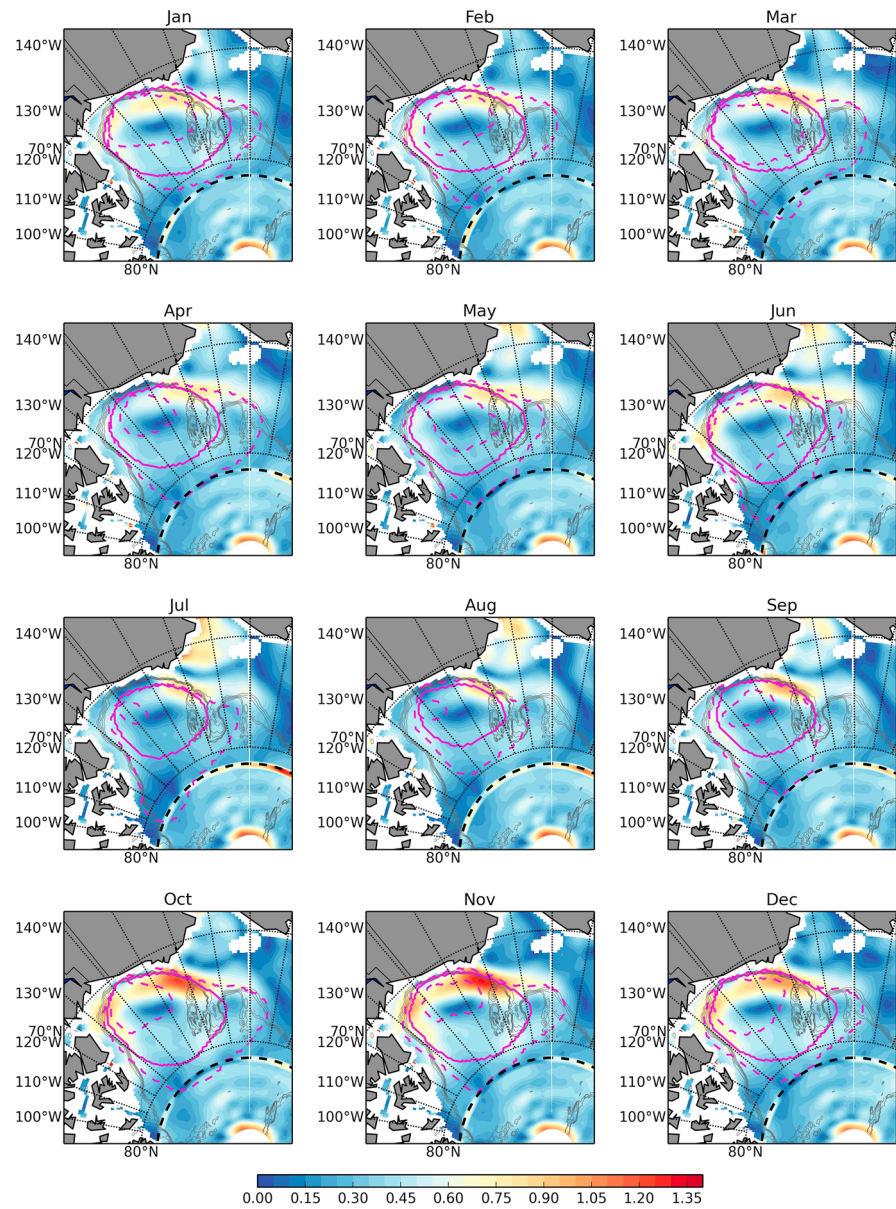 Jan Feb Mar
140°W 140°W 140°W
130°W 130°W 130°W
70°N 70°N 70°N
120°W 120°W 120°W
110°W 110°W 110°W
100°W 100°W 100°W
80°N 80°N 80°N
Apr May Jun
140°W 140°W 140°W
130°W 130°W 130°W
70°N 70°N 70°N
120°W 120°W 120°W
110°W 110°W 110°W
100°W 100°W 100°W
80°N 80°N 80°N
Jul Aug Sep
140°W 140°W 140°W
130°W 130°W 130°W
70°N 70°N 70°N
120°W 120°W 120°W
110°W 110°W 110°W
100°W 100°W 100°W
80°N 80°N 80°N
Oct Nov Dec
140°W 140°W 140°W
130°W 130°W 130°W
70°N 70°N 70°N
120°W 120°W 120°W
110°W 110°W 110°W
100°W 100°W 100°W
80°N 80°N 80°N
0.00 0.15 0.30 0.45 0.60 0.75 0.90 1.05 1.20 1.35